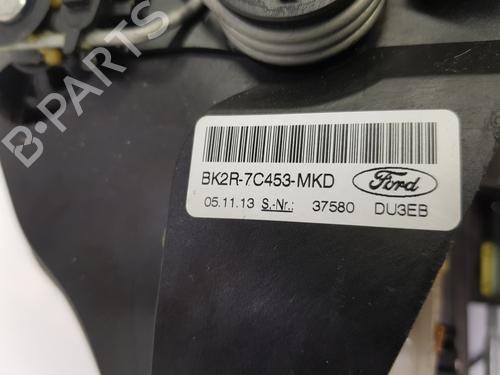 B-PARTS
BK2R-7C453-MKD
Ford
05.11.13 S.-Nr.: 37580 DU3EB